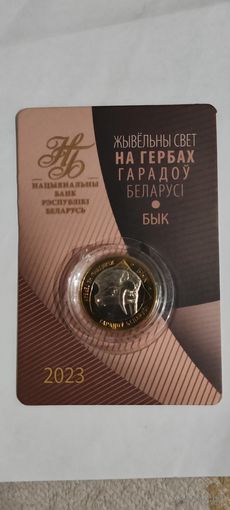 НБ
НАЦЫЯНАЛЬНЫ
БАНК
РЭСПУБЛІКІ
БЕЛАРУСЬ
ЖЫВЁЛЬНЫ СВЕТ
НА ГЕРБАХ
ГАРАДОЎ
БЕЛАРУСІ
БЫК
2023